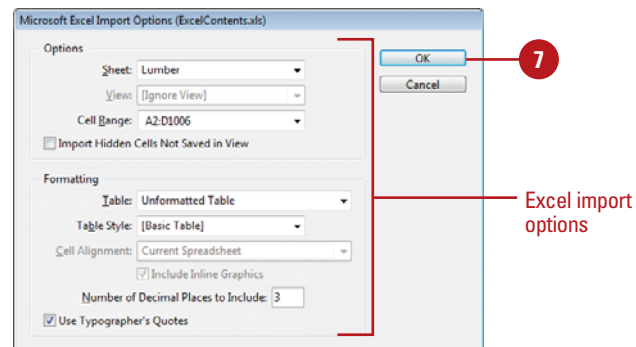 Microsoft Excel Import Options (ExcelContents.xls)
Options
Sheet: Lumber
View: [Ignore View]
Cell Range: A2:D1006
Import Hidden Cells Not Saved in View
OK
Cancel
7
Formatting
Table: Unformatted Table
Table Style: [Basic Table]
Cell Alignment: Current Spreadsheet
Include Inline Graphics
Number of Decimal Places to Include: 3
Use Typographer's Quotes
Excel import
options